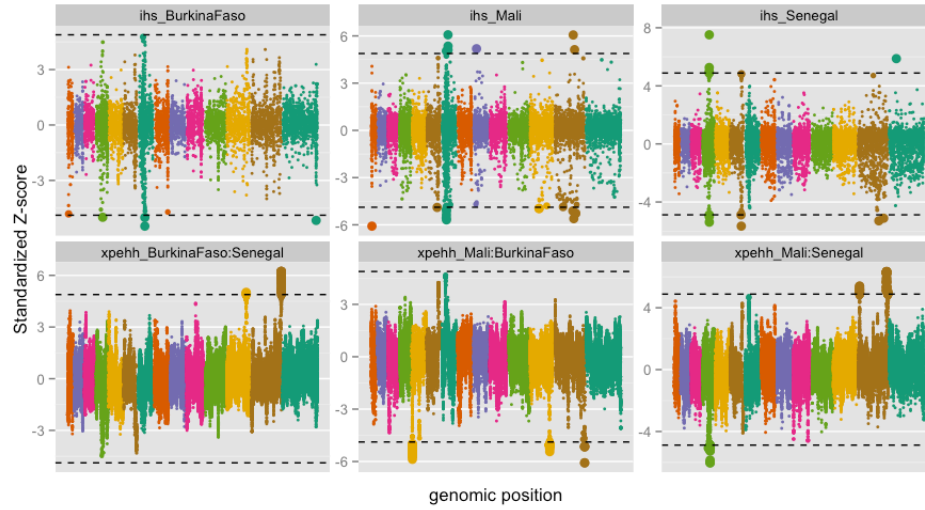 ihs_BurkinaFaso
ihs_Mali
ihs_Senegal
3
0
-3
6
3
0
-3
-6
8
4
0
-4
Standardized Z-score
xpehh_BurkinaFaso:Senegal
xpehh_Mali:BurkinaFaso
xpehh_Mali:Senegal
6
3
0
-3
3
0
-3
-6
4
0
-4
genomic position